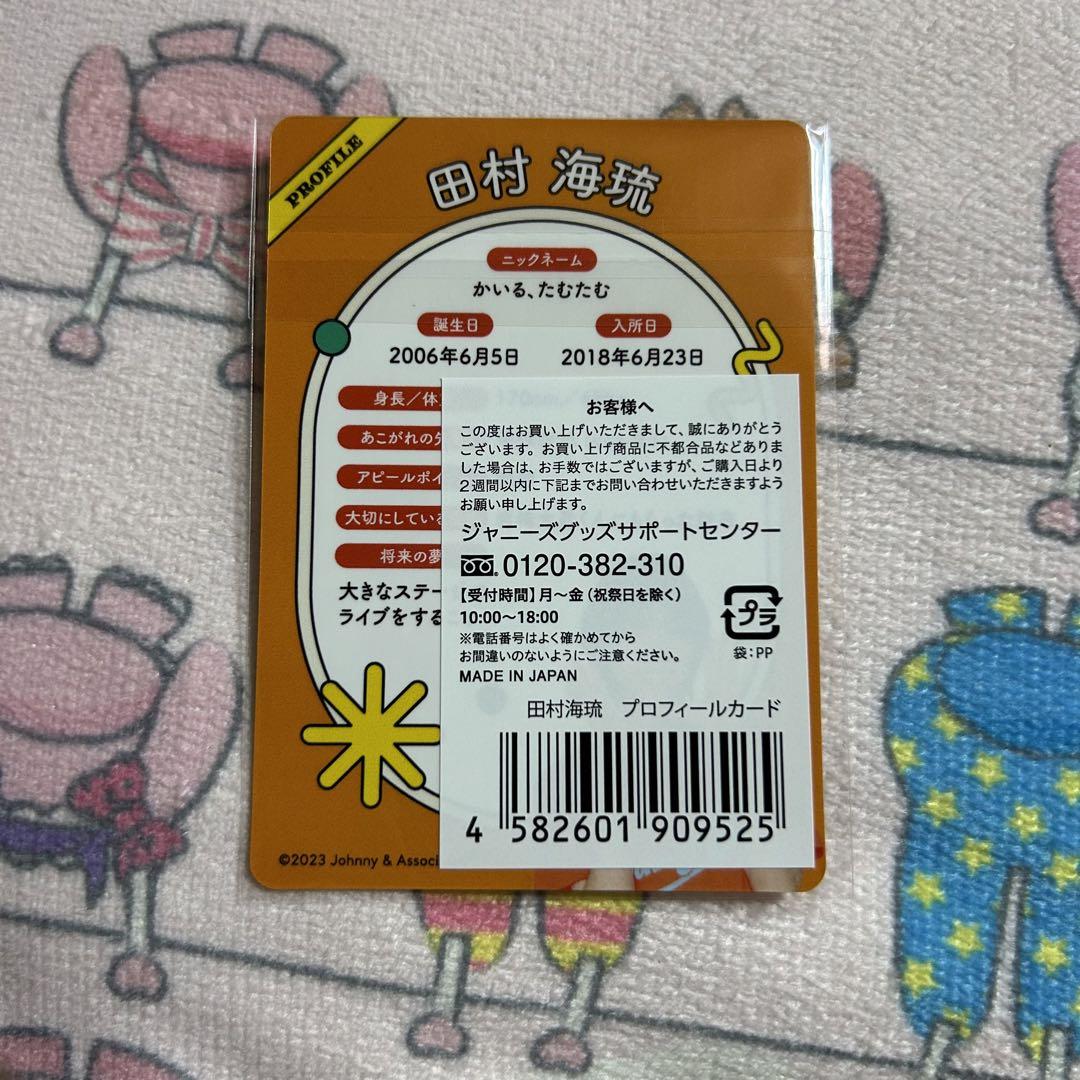 PROFILE
田村 海琉
ニックネーム
かいる、たむたむ
誕生日 入所日
2006年6月5日 2018年6月23日
身長／体
あこがれの
アピールポイ
大切にしている
将来の夢
大きなステー
ライブをする
お客様へ
この度はお買い上げいただきまして、誠にありがとう
ございます。お買い上げ商品に不都合品などありま
した場合は、お手数ではございますが、ご購入日より
2週間以内に下記までお問い合わせいただきますよう
お願い申し上げます。
ジャニーズグッズサポートセンター
0120-382-310
【受付時間】月～金（祝祭日を除く）
10:00～18:00
※電話番号はよく確かめてから
お間違いのないようにご注意ください。
MADE IN JAPAN
プラ
袋：PP
田村海琉　プロフィールカード
4 582601 909525
©2023 Johnny & Associ